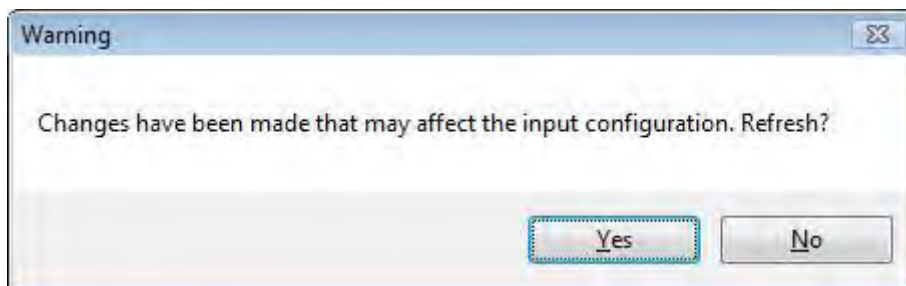 Warning
Changes have been made that may affect the input configuration. Refresh?
Yes
No